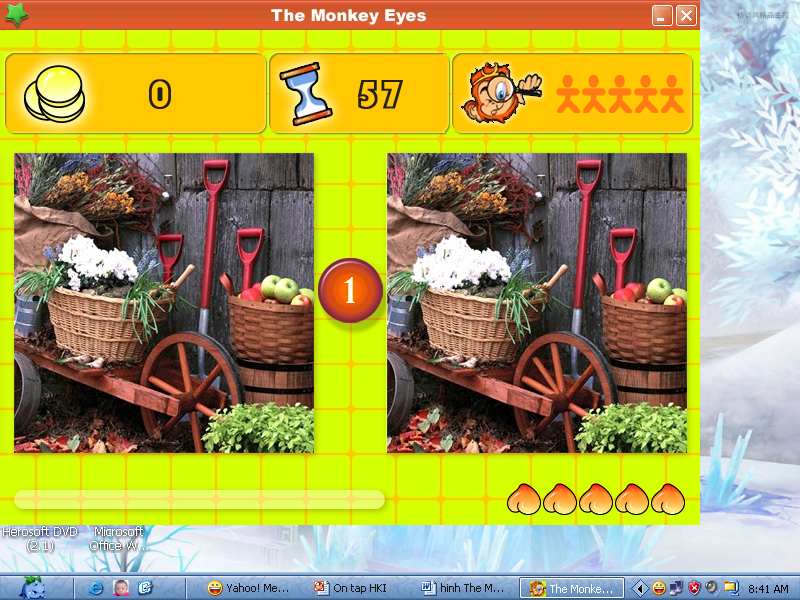 The Monkey Eyes
0
57
1
Herosoft DVD
(2.1)
Microsoft
Office W...
Yahoo! Me...
On tap HKI
hinh The M...
The Monke...
8:41 AM